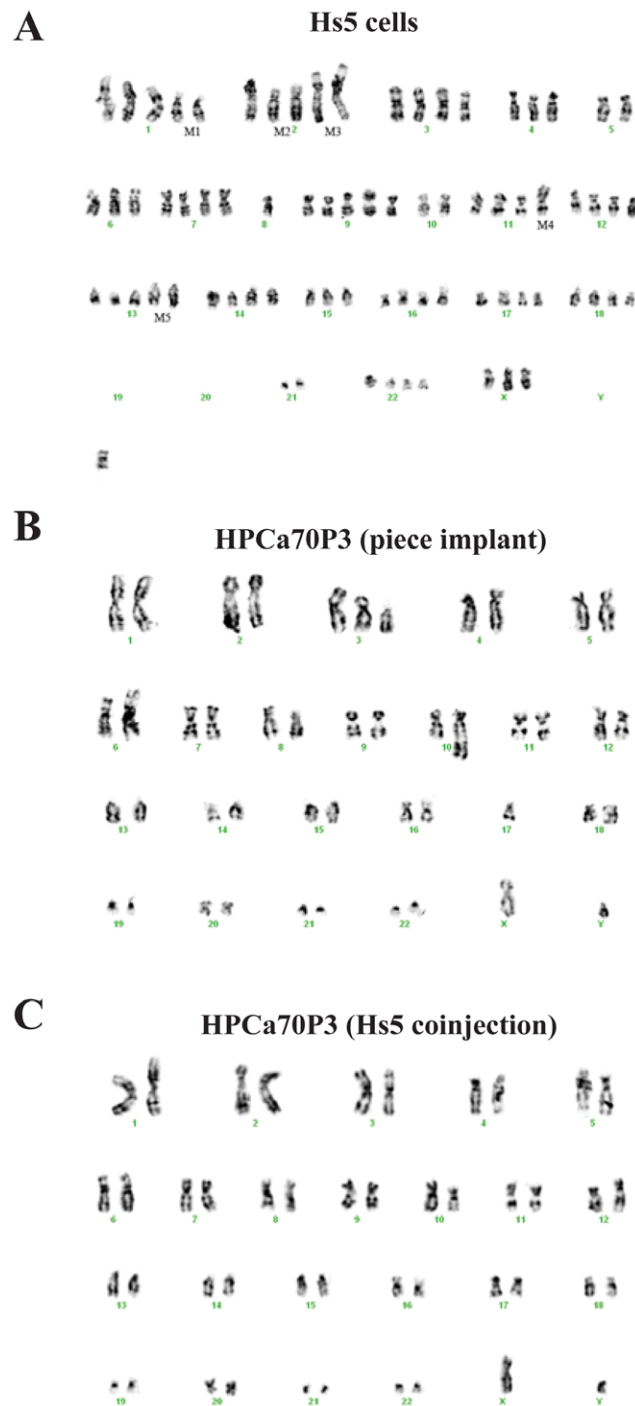 A
Hs5 cells
1 M1 M2 2 M3 3 4 5
6 7 8 9 10 11 M4 12
13 M5 14 15 16 17 18
19 20 21 22 X Y
B
HPCa70P3 (piece implant)
1 2 3 4 5
6 7 8 9 10 11 12
13 14 15 16 17 18
19 20 21 22 X Y
C
HPCa70P3 (Hs5 coinjection)
1 2 3 4 5
6 7 8 9 10 11 12
13 14 15 16 17 18
19 20 21 22 X Y